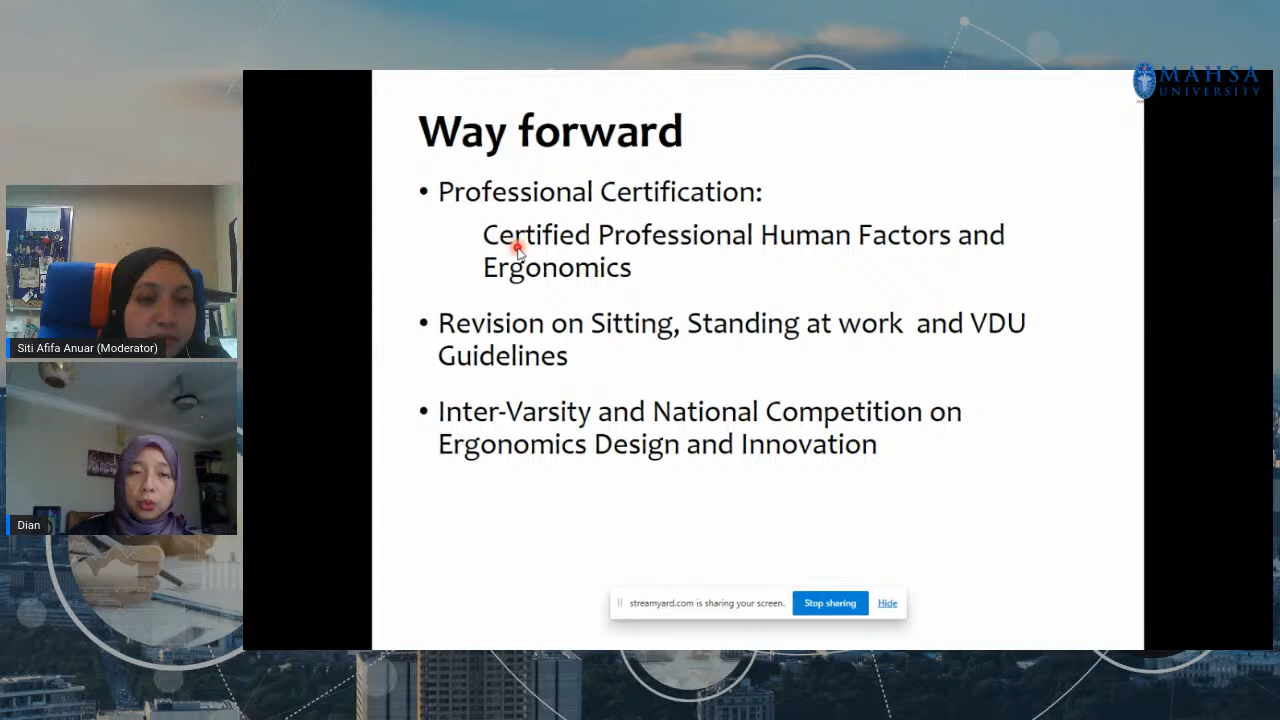 MAHSA
UNIVERSITY
Way forward
• Professional Certification:
Certified Professional Human Factors and
Ergonomics
• Revision on Sitting, Standing at work and VDU
Guidelines
• Inter-Varsity and National Competition on
Ergonomics Design and Innovation
Siti Afifa Anuar (Moderator)
Dian
streamyard.com is sharing your screen.
Stop sharing
Hide